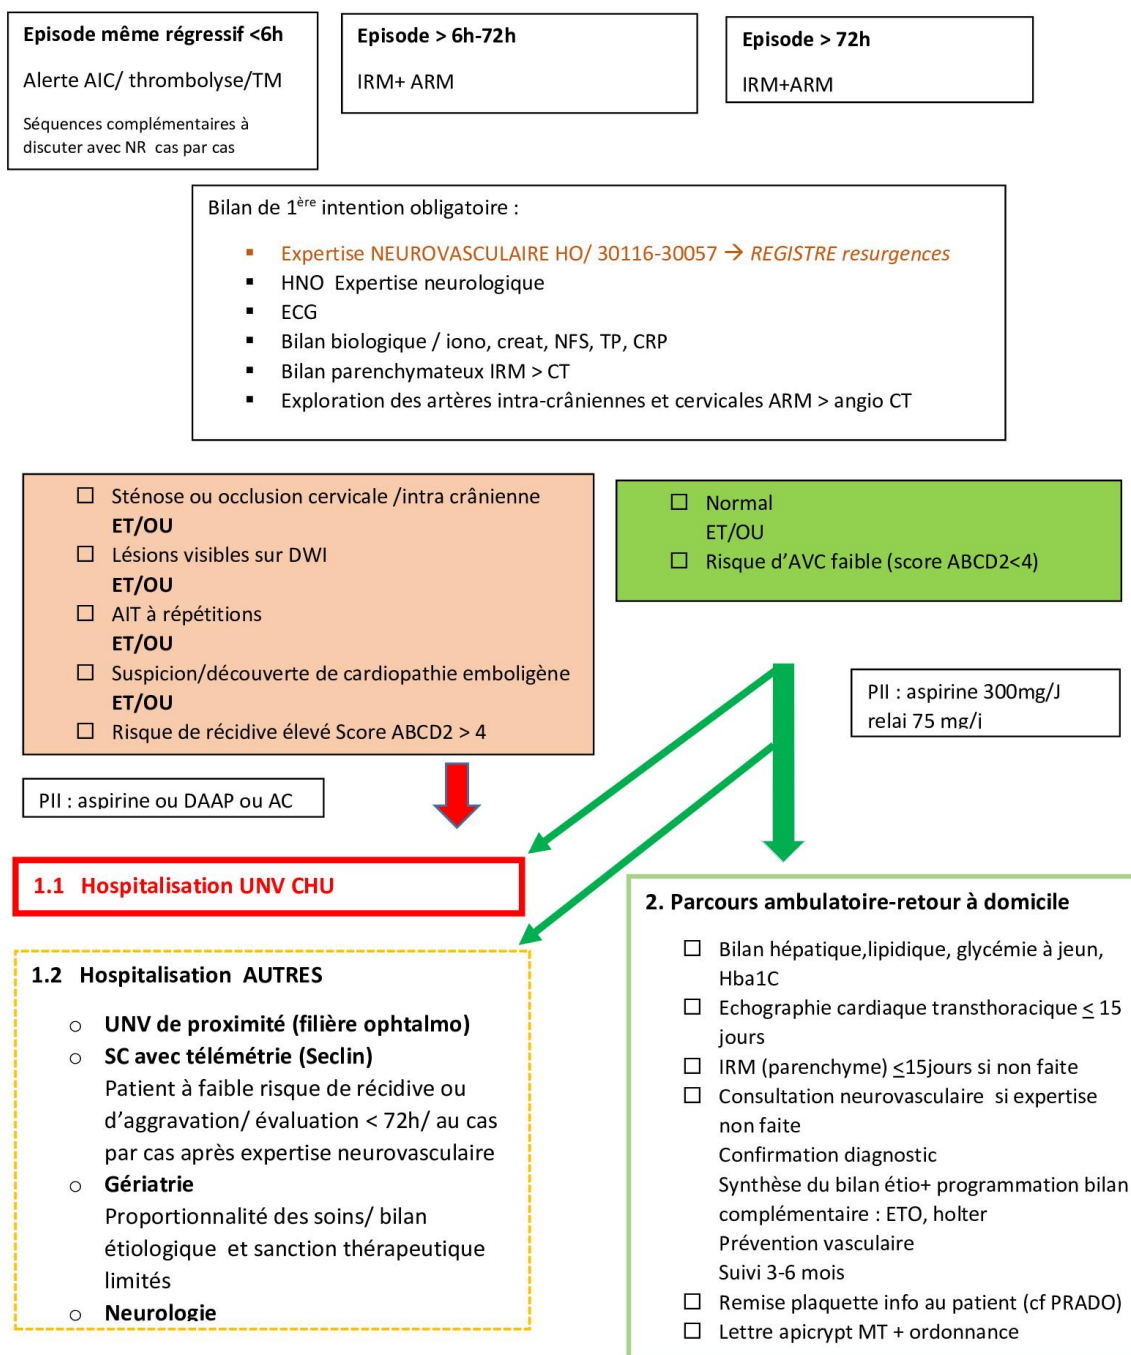 Episode même régressif <6h
Alerte AIC/ thrombolyse/TM
Séquences complémentaires à
discuter avec NR cas par cas
Episode > 6h-72h
IRM+ ARM
Episode > 72h
IRM+ARM
Bilan de 1ère intention obligatoire :
▪ Expertise NEUROVASCULAIRE HO/ 30116-30057 → REGISTRE resurgences
▪ HNO Expertise neurologique
▪ ECG
▪ Bilan biologique / iono, creat, NFS, TP, CRP
▪ Bilan parenchymateux IRM > CT
▪ Exploration des artères intra-crâniennes et cervicales ARM > angio CT
☐ Sténose ou occlusion cervicale /intra crânienne
ET/OU
☐ Lésions visibles sur DWI
ET/OU
☐ AIT à répétitions
ET/OU
☐ Suspicion/découverte de cardiopathie emboligène
ET/OU
☐ Risque de récidive élevé Score ABCD2 > 4
☐ Normal
ET/OU
☐ Risque d'AVC faible (score ABCD2<4)
PII : aspirine 300mg/J
relai 75 mg/j
PII : aspirine ou DAAP ou AC
1.1 Hospitalisation UNV CHU
1.2 Hospitalisation AUTRES
o UNV de proximité (filière ophtalmo)
o SC avec télémétrie (Seclin)
Patient à faible risque de récidive ou
d'aggravation/ évaluation < 72h/ au cas
par cas après expertise neurovasculaire
o Gériatrie
Proportionnalité des soins/ bilan
étiologique et sanction thérapeutique
limités
o Neurologie
2. Parcours ambulatoire-retour à domicile
☐ Bilan hépatique,lipidique, glycémie à jeun,
Hba1C
☐ Echographie cardiaque transthoracique ≤ 15
jours
☐ IRM (parenchyme) ≤15jours si non faite
☐ Consultation neurovasculaire si expertise
non faite
Confirmation diagnostic
Synthèse du bilan étio+ programmation bilan
complémentaire : ETO, holter
Prévention vasculaire
Suivi 3-6 mois
☐ Remise plaquette info au patient (cf PRADO)
☐ Lettre apicrypt MT + ordonnance